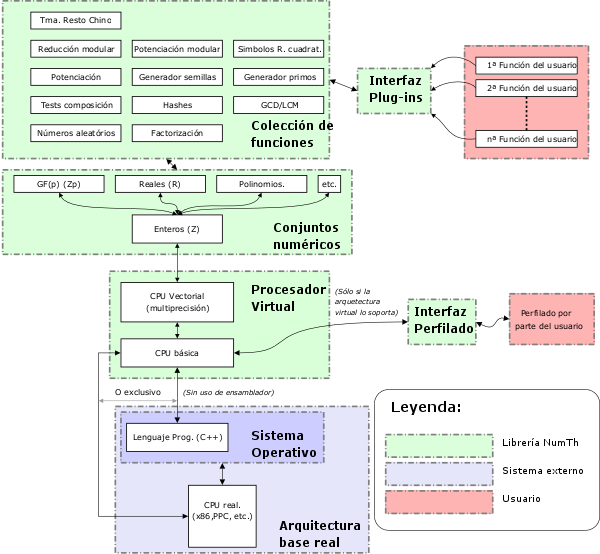 Tma. Resto Chino
Reducción modular
Potenciación modular
Simbolos R. cuadrat.
Potenciación
Generador semillas
Generador primos
Tests composición
Hashes
GCD/LCM
Números aleatórios
Factorización
Colección de
funciones
Interfaz
Plug-ins
1ª Función del usuario
2ª Función del usuario
nª Función del usuario
GF(p) (Zp)
Reales (R)
Polinomios.
etc.
Enteros (Z)
Conjuntos
numéricos
CPU Vectorial
(multiprecisión)
Procesador
Virtual
(Sólo si la
arquetectura
virtual lo soporta)
Interfaz
Perfilado
Perfilado por
parte del usuario
CPU básica
O exclusivo
(Sin uso de ensamblador)
Lenguaje Prog. (C++)
Sistema
Operativo
CPU real.
(x86,PPC, etc.)
Arquitectura
base real
Leyenda:
Librería NumTh
Sistema externo
Usuario